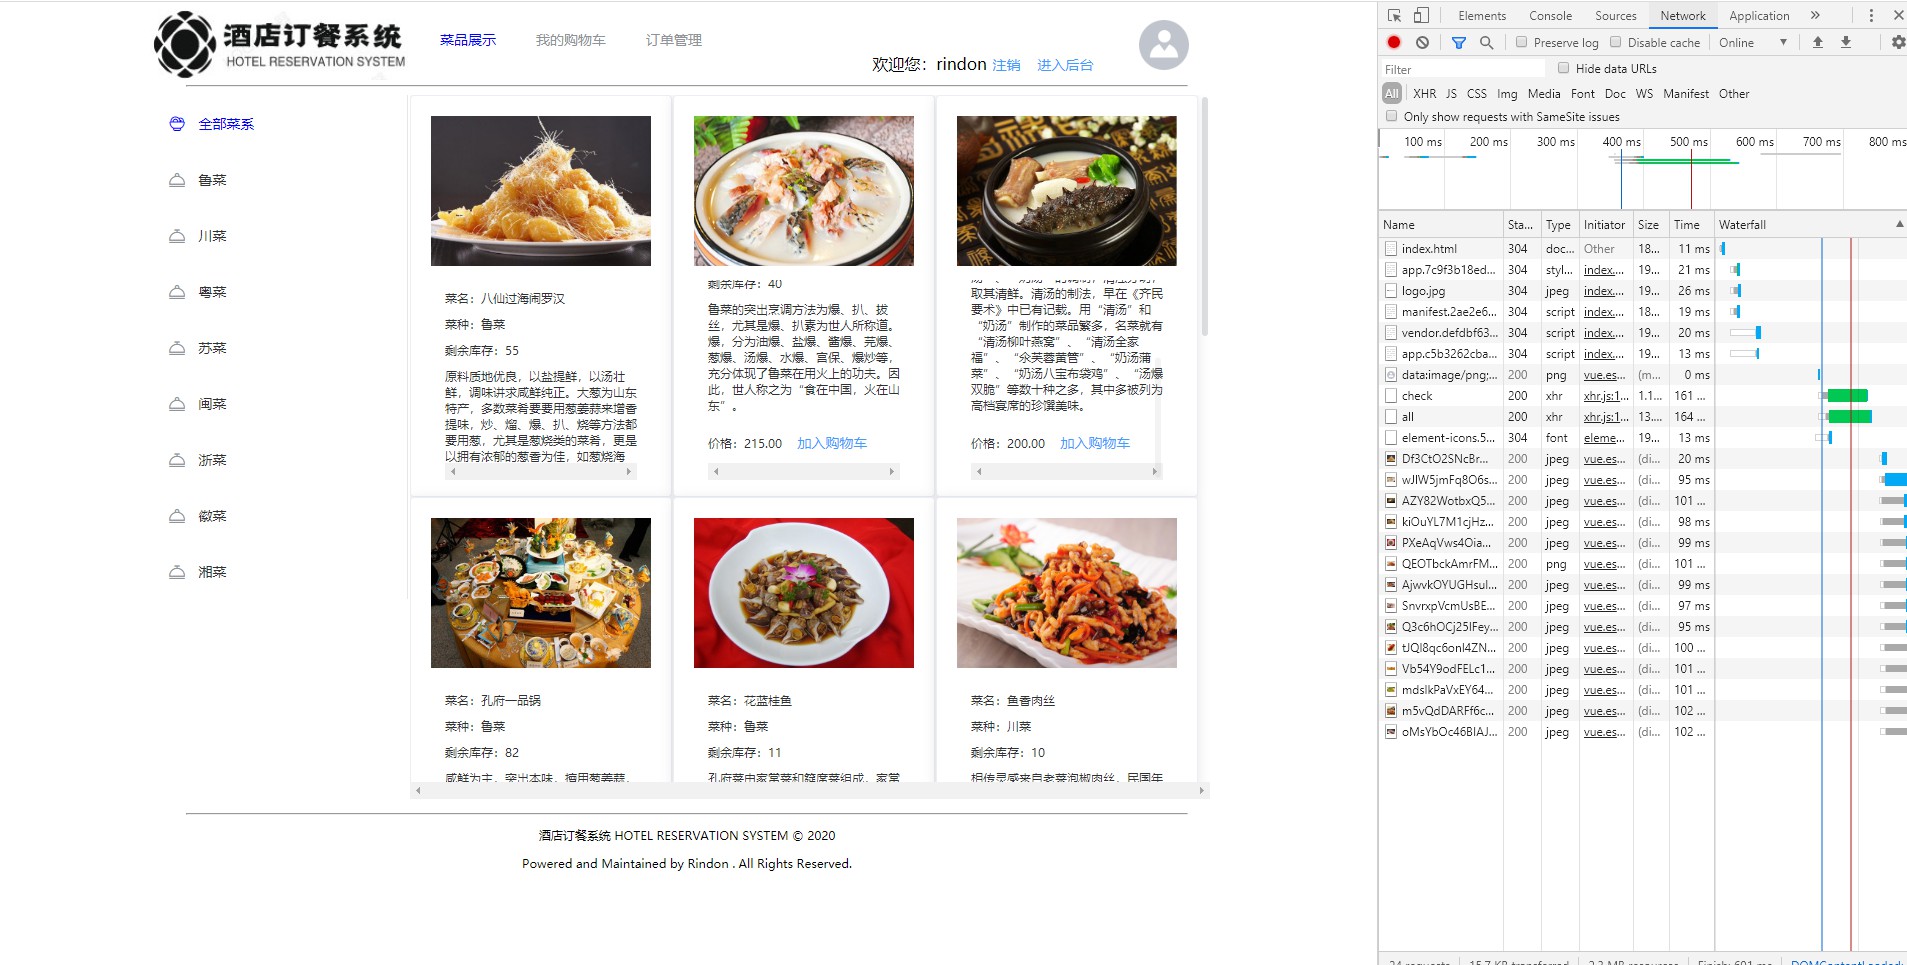 酒店订餐系统
HOTEL RESERVATION SYSTEM
菜品展示 我的购物车 订单管理
欢迎您：rindon 注销 进入后台
全部菜系
鲁菜
川菜
粤菜
苏菜
闽菜
浙菜
徽菜
湘菜
菜名：八仙过海闹罗汉
菜种：鲁菜
剩余库存：55
原料质地优良，以盐提鲜，以汤壮
鲜，调味讲求咸鲜纯正。大葱为山东
特产，多数菜肴要用葱姜蒜来增香
提味，炒、熘、爆、扒、烧等方法都
要用葱，尤其是葱烧类的菜肴，更是
以拥有浓郁的葱香为佳，如葱烧海
剩余库存：40
鲁菜的突出烹调方法为爆、扒、拔
丝，尤其是爆、扒素为世人所称道。
爆，分为油爆、盐爆、酱爆、芫爆、
葱爆、汤爆、水爆、宫保、爆炒等，
充分体现了鲁菜在用火上的功夫。因
此，世人称之为“食在中国，火在山
东”。
价格：215.00 加入购物车
取其清鲜。清汤的制法，早在《齐民
要术》中已有记载。用“清汤”和
“奶汤”制作的菜品繁多，名菜就有
“清汤柳叶燕窝”、“清汤全家
福”、“氽芙蓉黄管”、“奶汤蒲
菜”、“奶汤八宝布袋鸡”、“汤爆
双脆”等数十种之多，其中多被列为
高档宴席的珍馔美味。
价格：200.00 加入购物车
菜名：孔府一品锅
菜种：鲁菜
剩余库存：82
咸鲜为主，突出本味，擅用葱姜蒜，
菜名：花蓝桂鱼
菜种：鲁菜
剩余库存：11
孔府菜由家常菜和筵席菜组成，家常
菜名：鱼香肉丝
菜种：川菜
剩余库存：10
相传灵感来自老菜泡椒肉丝，民国年
酒店订餐系统 HOTEL RESERVATION SYSTEM © 2020
Powered and Maintained by Rindon . All Rights Reserved.
Elements Console Sources Network Application »
Preserve log Disable cache Online
Filter Hide data URLs
All XHR JS CSS Img Media Font Doc WS Manifest Other
Only show requests with SameSite issues
100 ms 200 ms 300 ms 400 ms 500 ms 600 ms 700 ms 800 ms
Name Sta... Type Initiator Size Time Waterfall
index.html 304 doc... Other 18... 11 ms
app.7c9f3b18ed... 304 styl... index.... 19... 21 ms
logo.jpg 304 jpeg index.... 19... 26 ms
manifest.2ae2e6... 304 script index.... 18... 19 ms
vendor.defdbf63... 304 script index.... 19... 20 ms
app.c5b3262cba... 304 script index.... 19... 13 ms
data:image/png;... 200 png vue.es... (m... 0 ms
check 200 xhr xhr.js:1... 1.1... 161 ...
all 200 xhr xhr.js:1... 13.... 164 ...
element-icons.5... 304 font eleme... 19... 13 ms
Df3CtO2SNcBr... 200 jpeg vue.es... (di... 20 ms
wJlW5jmFq8O6s... 200 jpeg vue.es... (di... 95 ms
AZY82WotbxQ5... 200 jpeg vue.es... (di... 101 ...
kiOuYL7M1cjHz... 200 jpeg vue.es... (di... 98 ms
PXeAqVws4Oia... 200 jpeg vue.es... (di... 99 ms
QEOTbckAmrFM... 200 png vue.es... (di... 101 ...
AjwvkOYUGHsul... 200 jpeg vue.es... (di... 99 ms
SnvrxpVcmUsBE... 200 jpeg vue.es... (di... 97 ms
Q3c6hOCj25lFey... 200 jpeg vue.es... (di... 95 ms
tJQl8qc6onI4ZN... 200 jpeg vue.es... (di... 100 ...
Vb54Y9odFELc1... 200 jpeg vue.es... (di... 101 ...
mdsIkPaVxEY64... 200 jpeg vue.es... (di... 101 ...
m5vQdDARFf6c... 200 jpeg vue.es... (di... 102 ...
oMsYbOc46BIAJ... 200 jpeg vue.es... (di... 102 ...